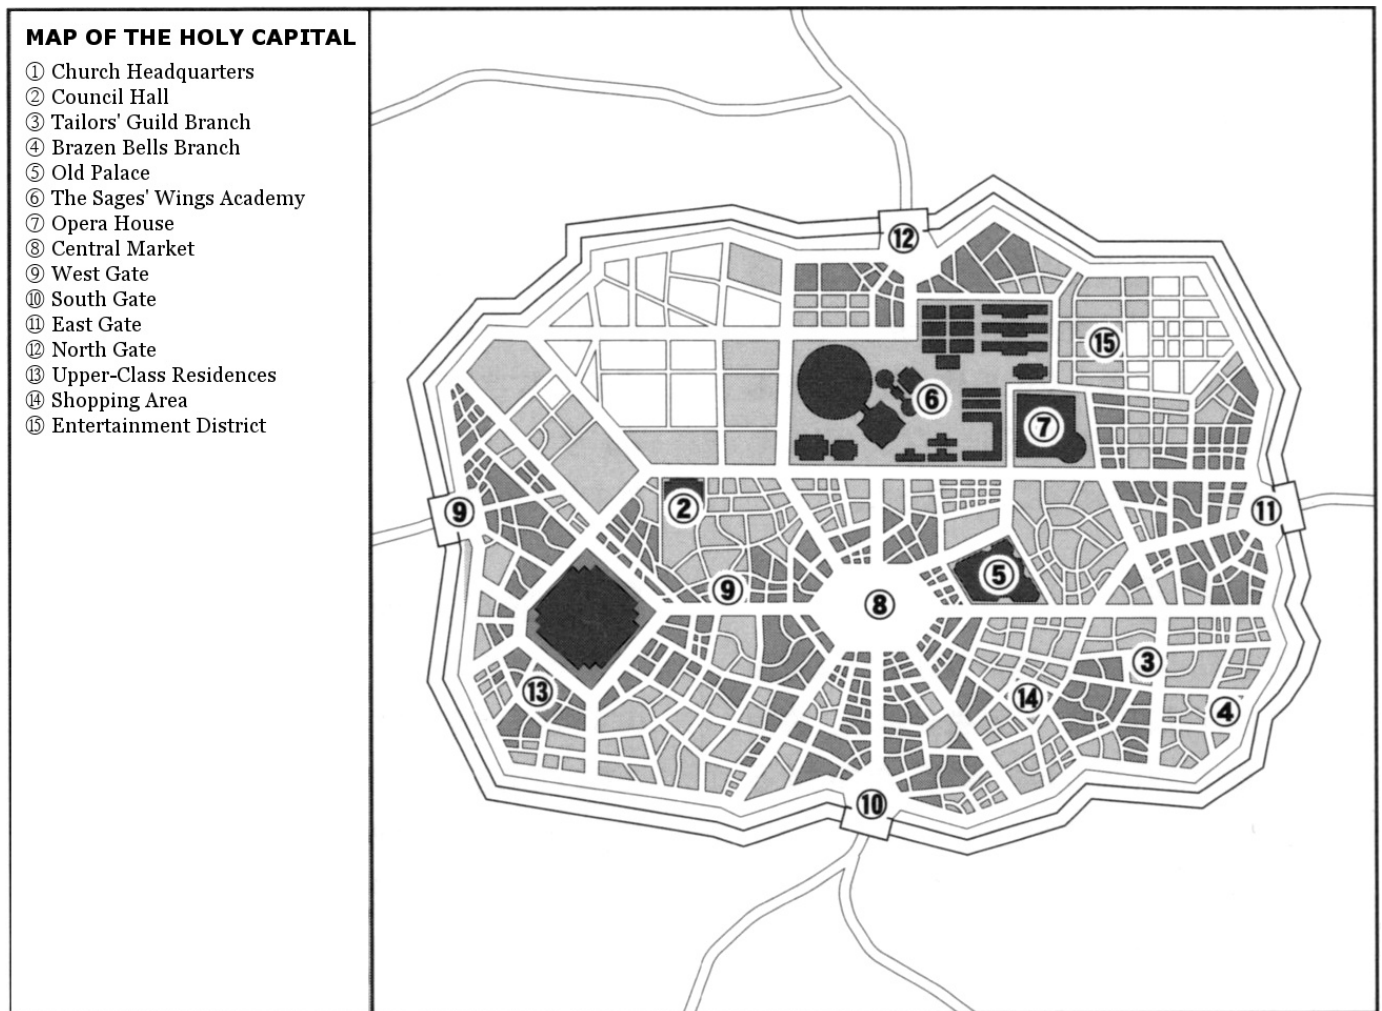 MAP OF THE HOLY CAPITAL
① Church Headquarters
② Council Hall
③ Tailors' Guild Branch
④ Brazen Bells Branch
⑤ Old Palace
⑥ The Sages' Wings Academy
⑦ Opera House
⑧ Central Market
⑨ West Gate
⑩ South Gate
⑪ East Gate
⑫ North Gate
⑬ Upper-Class Residences
⑭ Shopping Area
⑮ Entertainment District
⑫
⑮
⑥
⑦
②
⑨
⑪
⑤
⑨
⑧
③
⑬
⑭
④
⑩